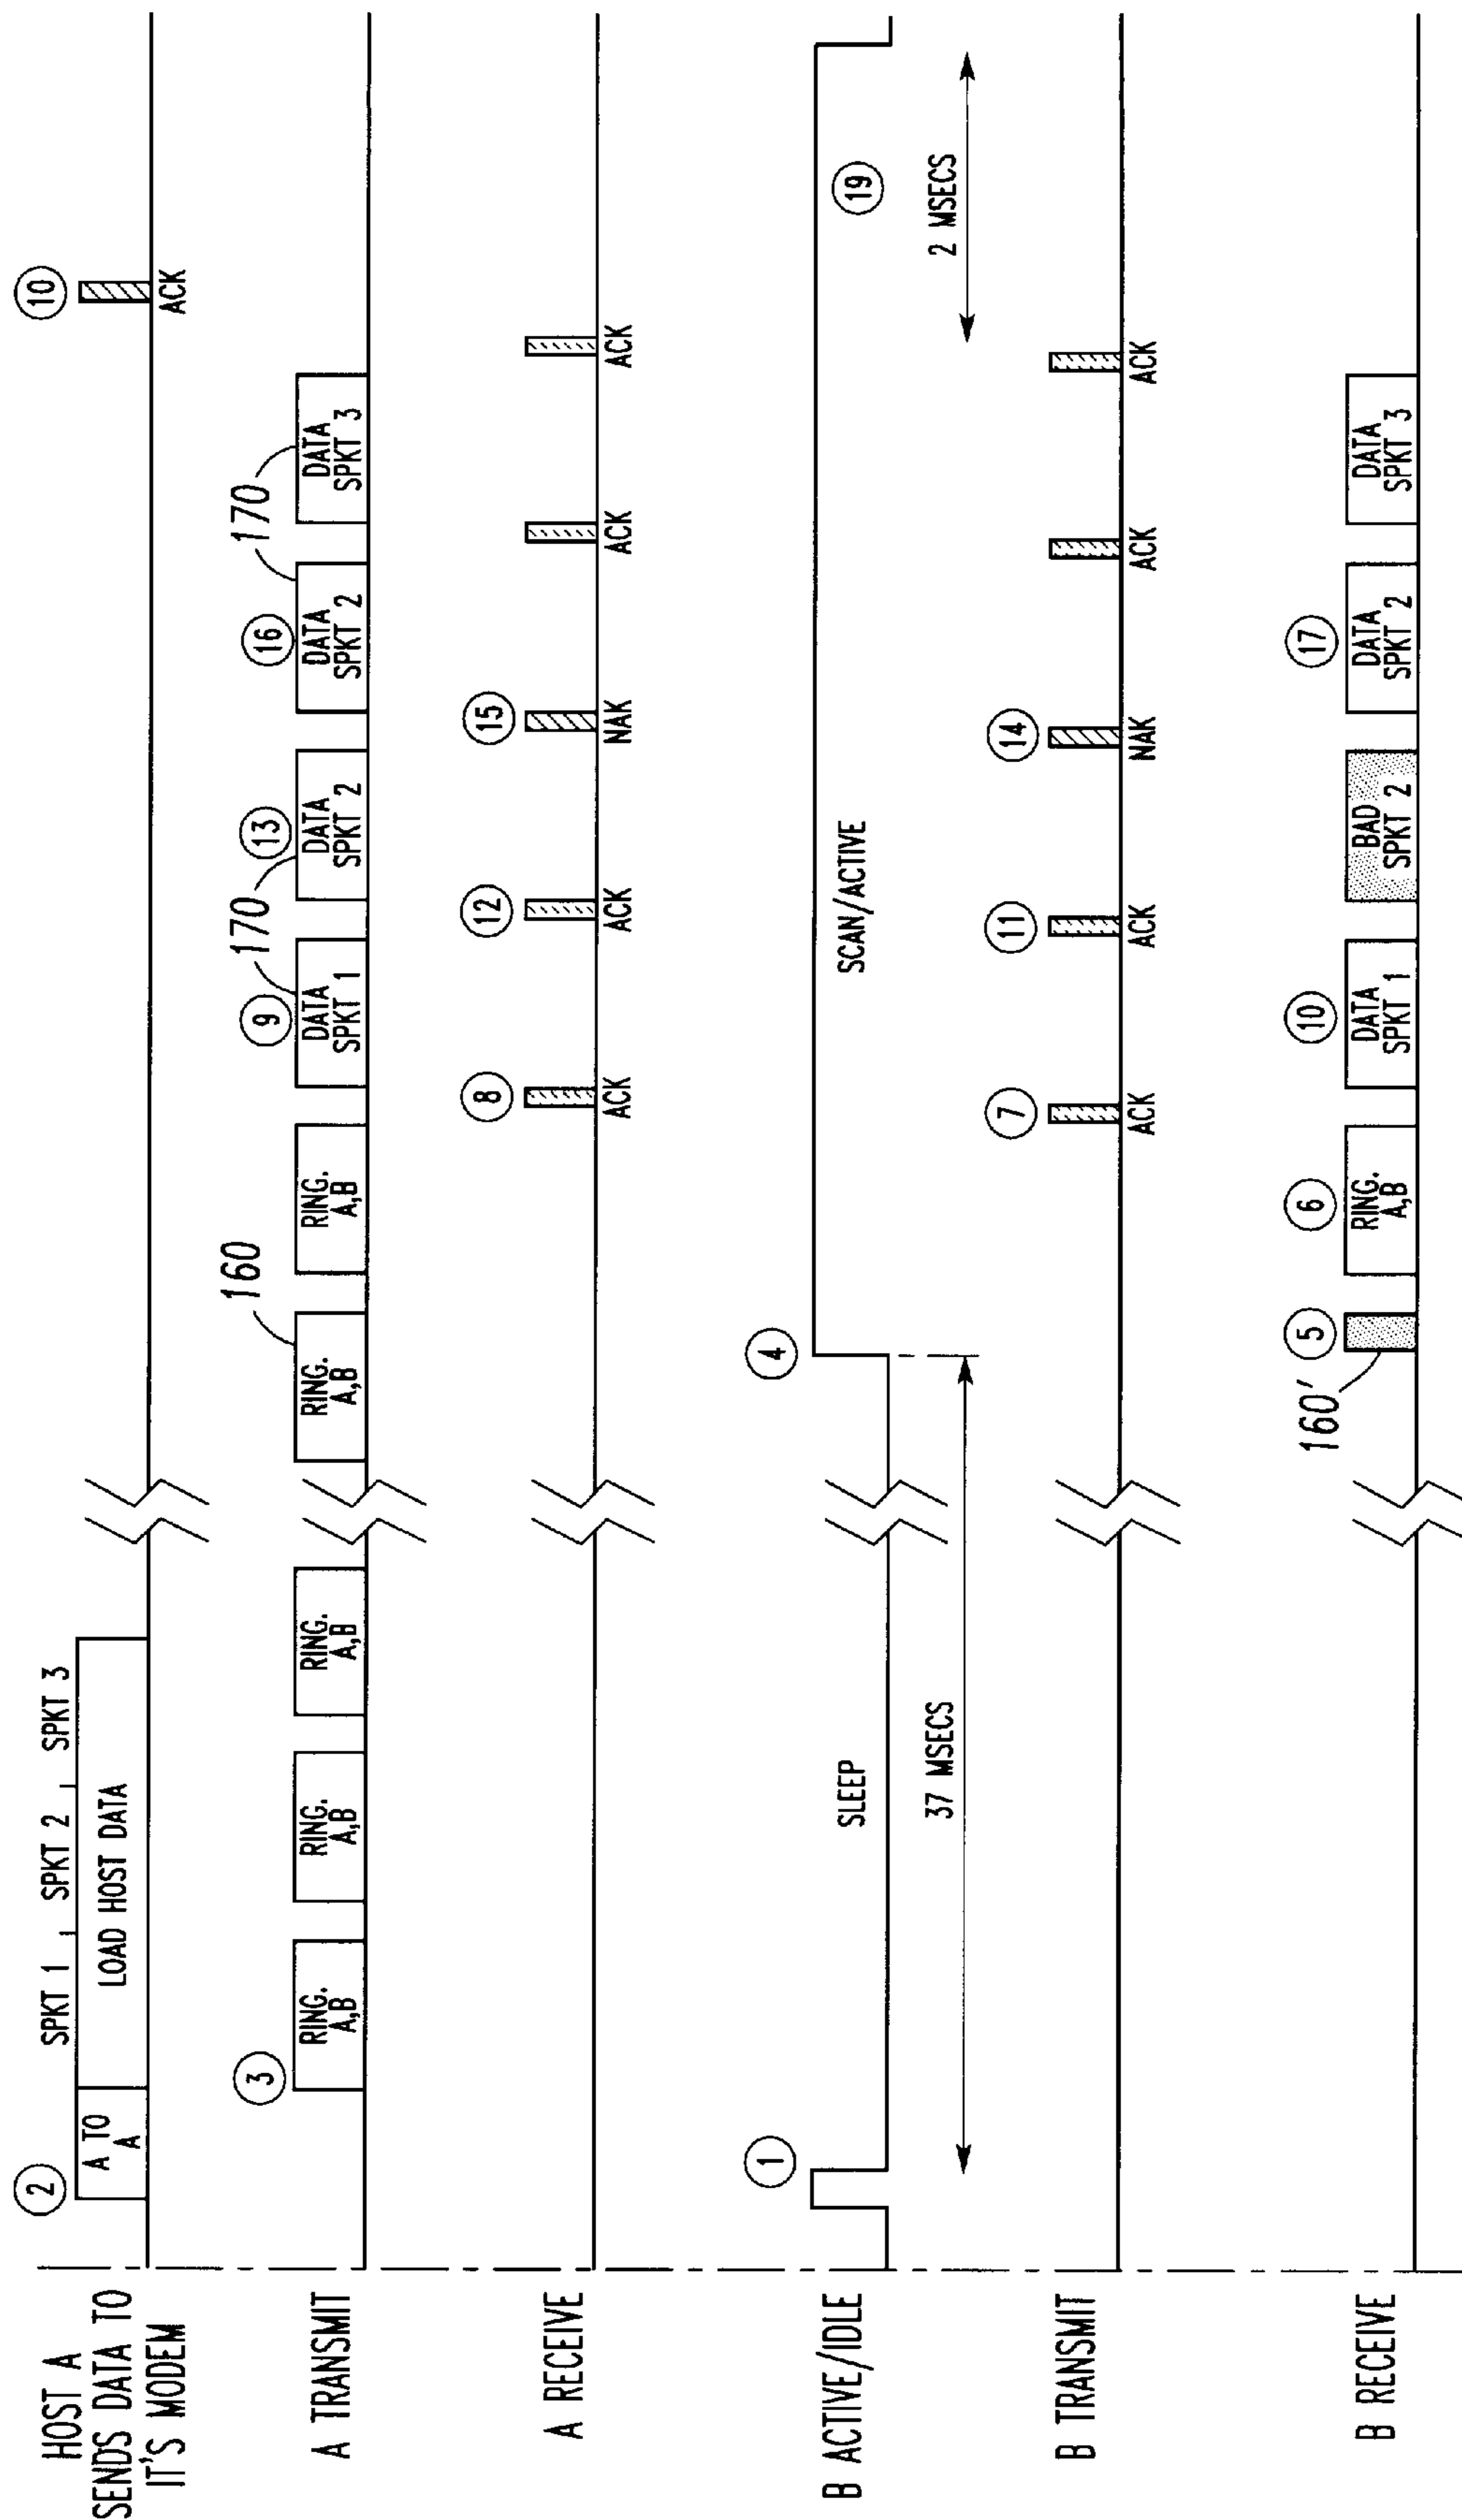 HOST A
SENDS DATA TO
IT'S MODEM
2
A TO
A
SPKT 1
SPKT 2
SPKT 3
LOAD HOST DATA
10
ACK
A TRANSMIT
3
RING.
A,B
RING.
A,B
RING.
A,B
RING.
A,B
160
RING.
A,B
9
DATA
SPKT 1
170
13
DATA
SPKT 2
16
DATA
SPKT 2
170
DATA
SPKT 3
A RECEIVE
8
ACK
12
ACK
15
NAK
ACK
ACK
B ACTIVE/IDLE
1
SLEEP
37 MSECS
4
SCAN/ACTIVE
19
2 MSECS
B TRANSMIT
7
ACK
11
ACK
14
NAK
ACK
ACK
B RECEIVE
160'
5
6
RING.
A,B
10
DATA
SPKT 1
BAD
SPKT 2
17
DATA
SPKT 2
DATA
SPKT 3